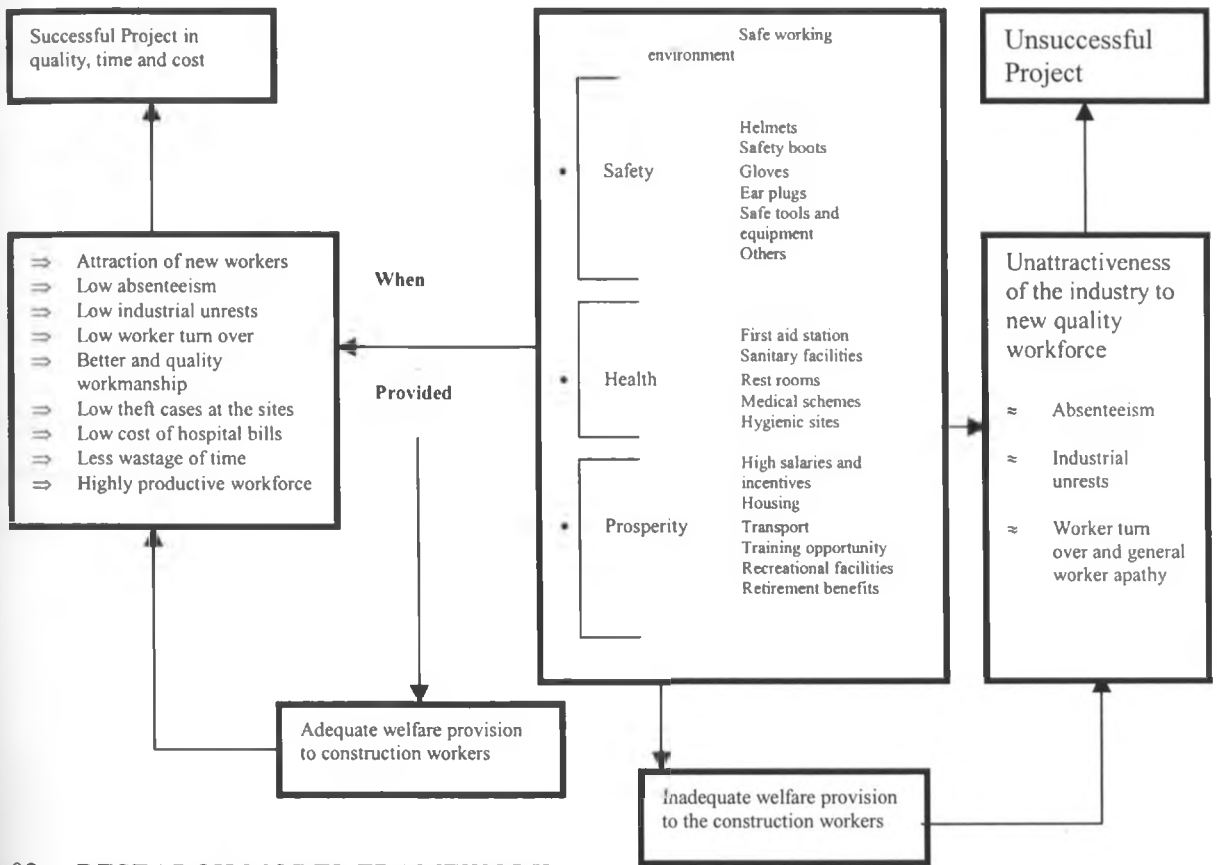 Successful Project in
quality, time and cost
⇒ Attraction of new workers
⇒ Low absenteeism
⇒ Low industrial unrests
⇒ Low worker turn over
⇒ Better and quality
workmanship
⇒ Low theft cases at the sites
⇒ Low cost of hospital bills
⇒ Less wastage of time
⇒ Highly productive workforce
When
Provided
Adequate welfare provision
to construction workers
Safe working
environment
• Safety
Helmets
Safety boots
Gloves
Ear plugs
Safe tools and
equipment
Others
• Health
First aid station
Sanitary facilities
Rest rooms
Medical schemes
Hygienic sites
• Prosperity
High salaries and
incentives
Housing
Transport
Training opportunity
Recreational facilities
Retirement benefits
Inadequate welfare provision
to the construction workers
Unsuccessful
Project
Unattractiveness
of the industry to
new quality
workforce
≈ Absenteeism
≈ Industrial
unrests
≈ Worker turn
over and general
worker apathy